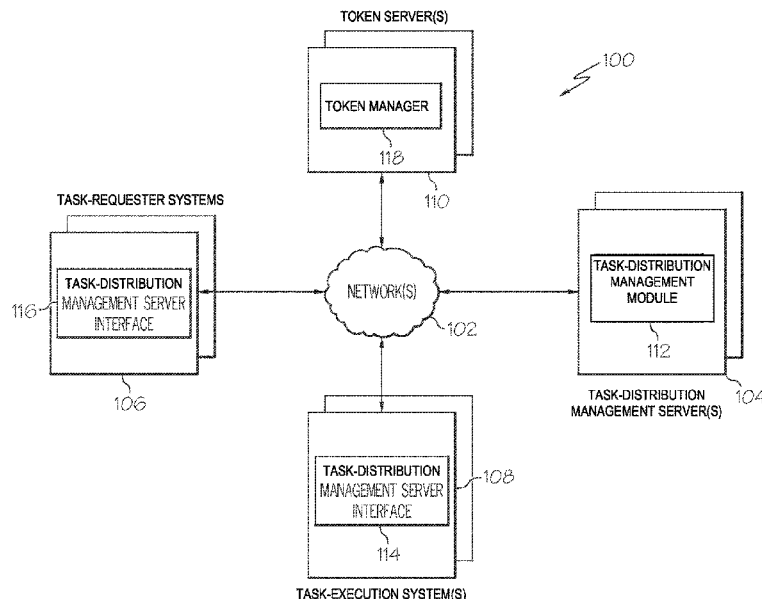 TOKEN SERVER(S)
100
TOKEN MANAGER
118
110
TASK-REQUESTER SYSTEMS
TASK-DISTRIBUTION
MANAGEMENT SERVER
INTERFACE
116
106
NETWORK(S)
102
TASK-DISTRIBUTION
MANAGEMENT
MODULE
112
104
TASK-DISTRIBUTION
MANAGEMENT SERVER(S)
TASK-DISTRIBUTION
MANAGEMENT SERVER
INTERFACE
108
114
TASK-EXECUTION SYSTEM(S)